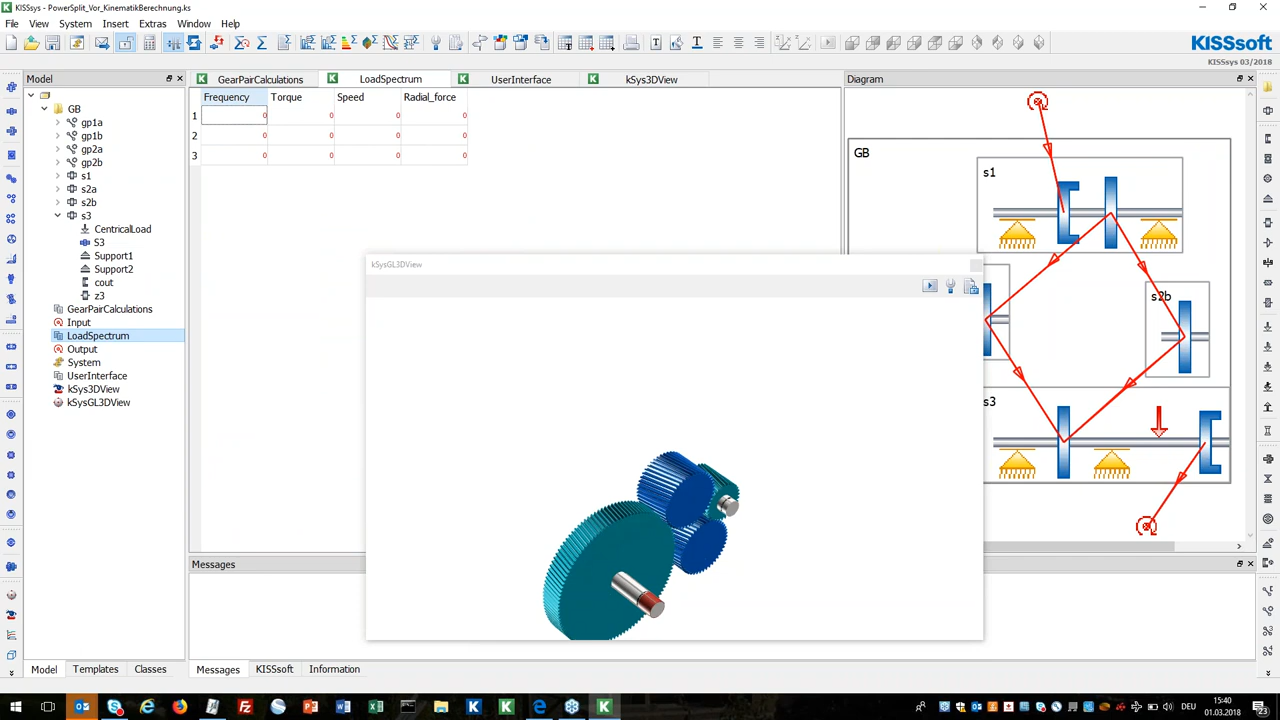 KISSsys - PowerSplit_Vor_KinematikBerechnung.ks
File View System Insert Extras Windows Help
KISSsoft
KISSsys 03/2018
Model
GearPairCalculations
LoadSpectrum
UserInterface
kSys3DView
Diagram
Frequency Torque Speed Radial_force
1 0 0 0 0
2 0 0 0 0
3 0 0 0 0
GB
gp1a
gp1b
gp2a
gp2b
s1
s2a
s2b
s3
CentricalLoad
S3
Support1
Support2
cout
z3
GearPairCalculations
Input
LoadSpectrum
Output
System
UserInterface
kSys3DView
kSysGL3DView
kSysGL3DView
GB
s1
s2b
s3
Messages
Model Templates Classes
Messages KISSsoft Information
DEU
15:40
01.03.2018